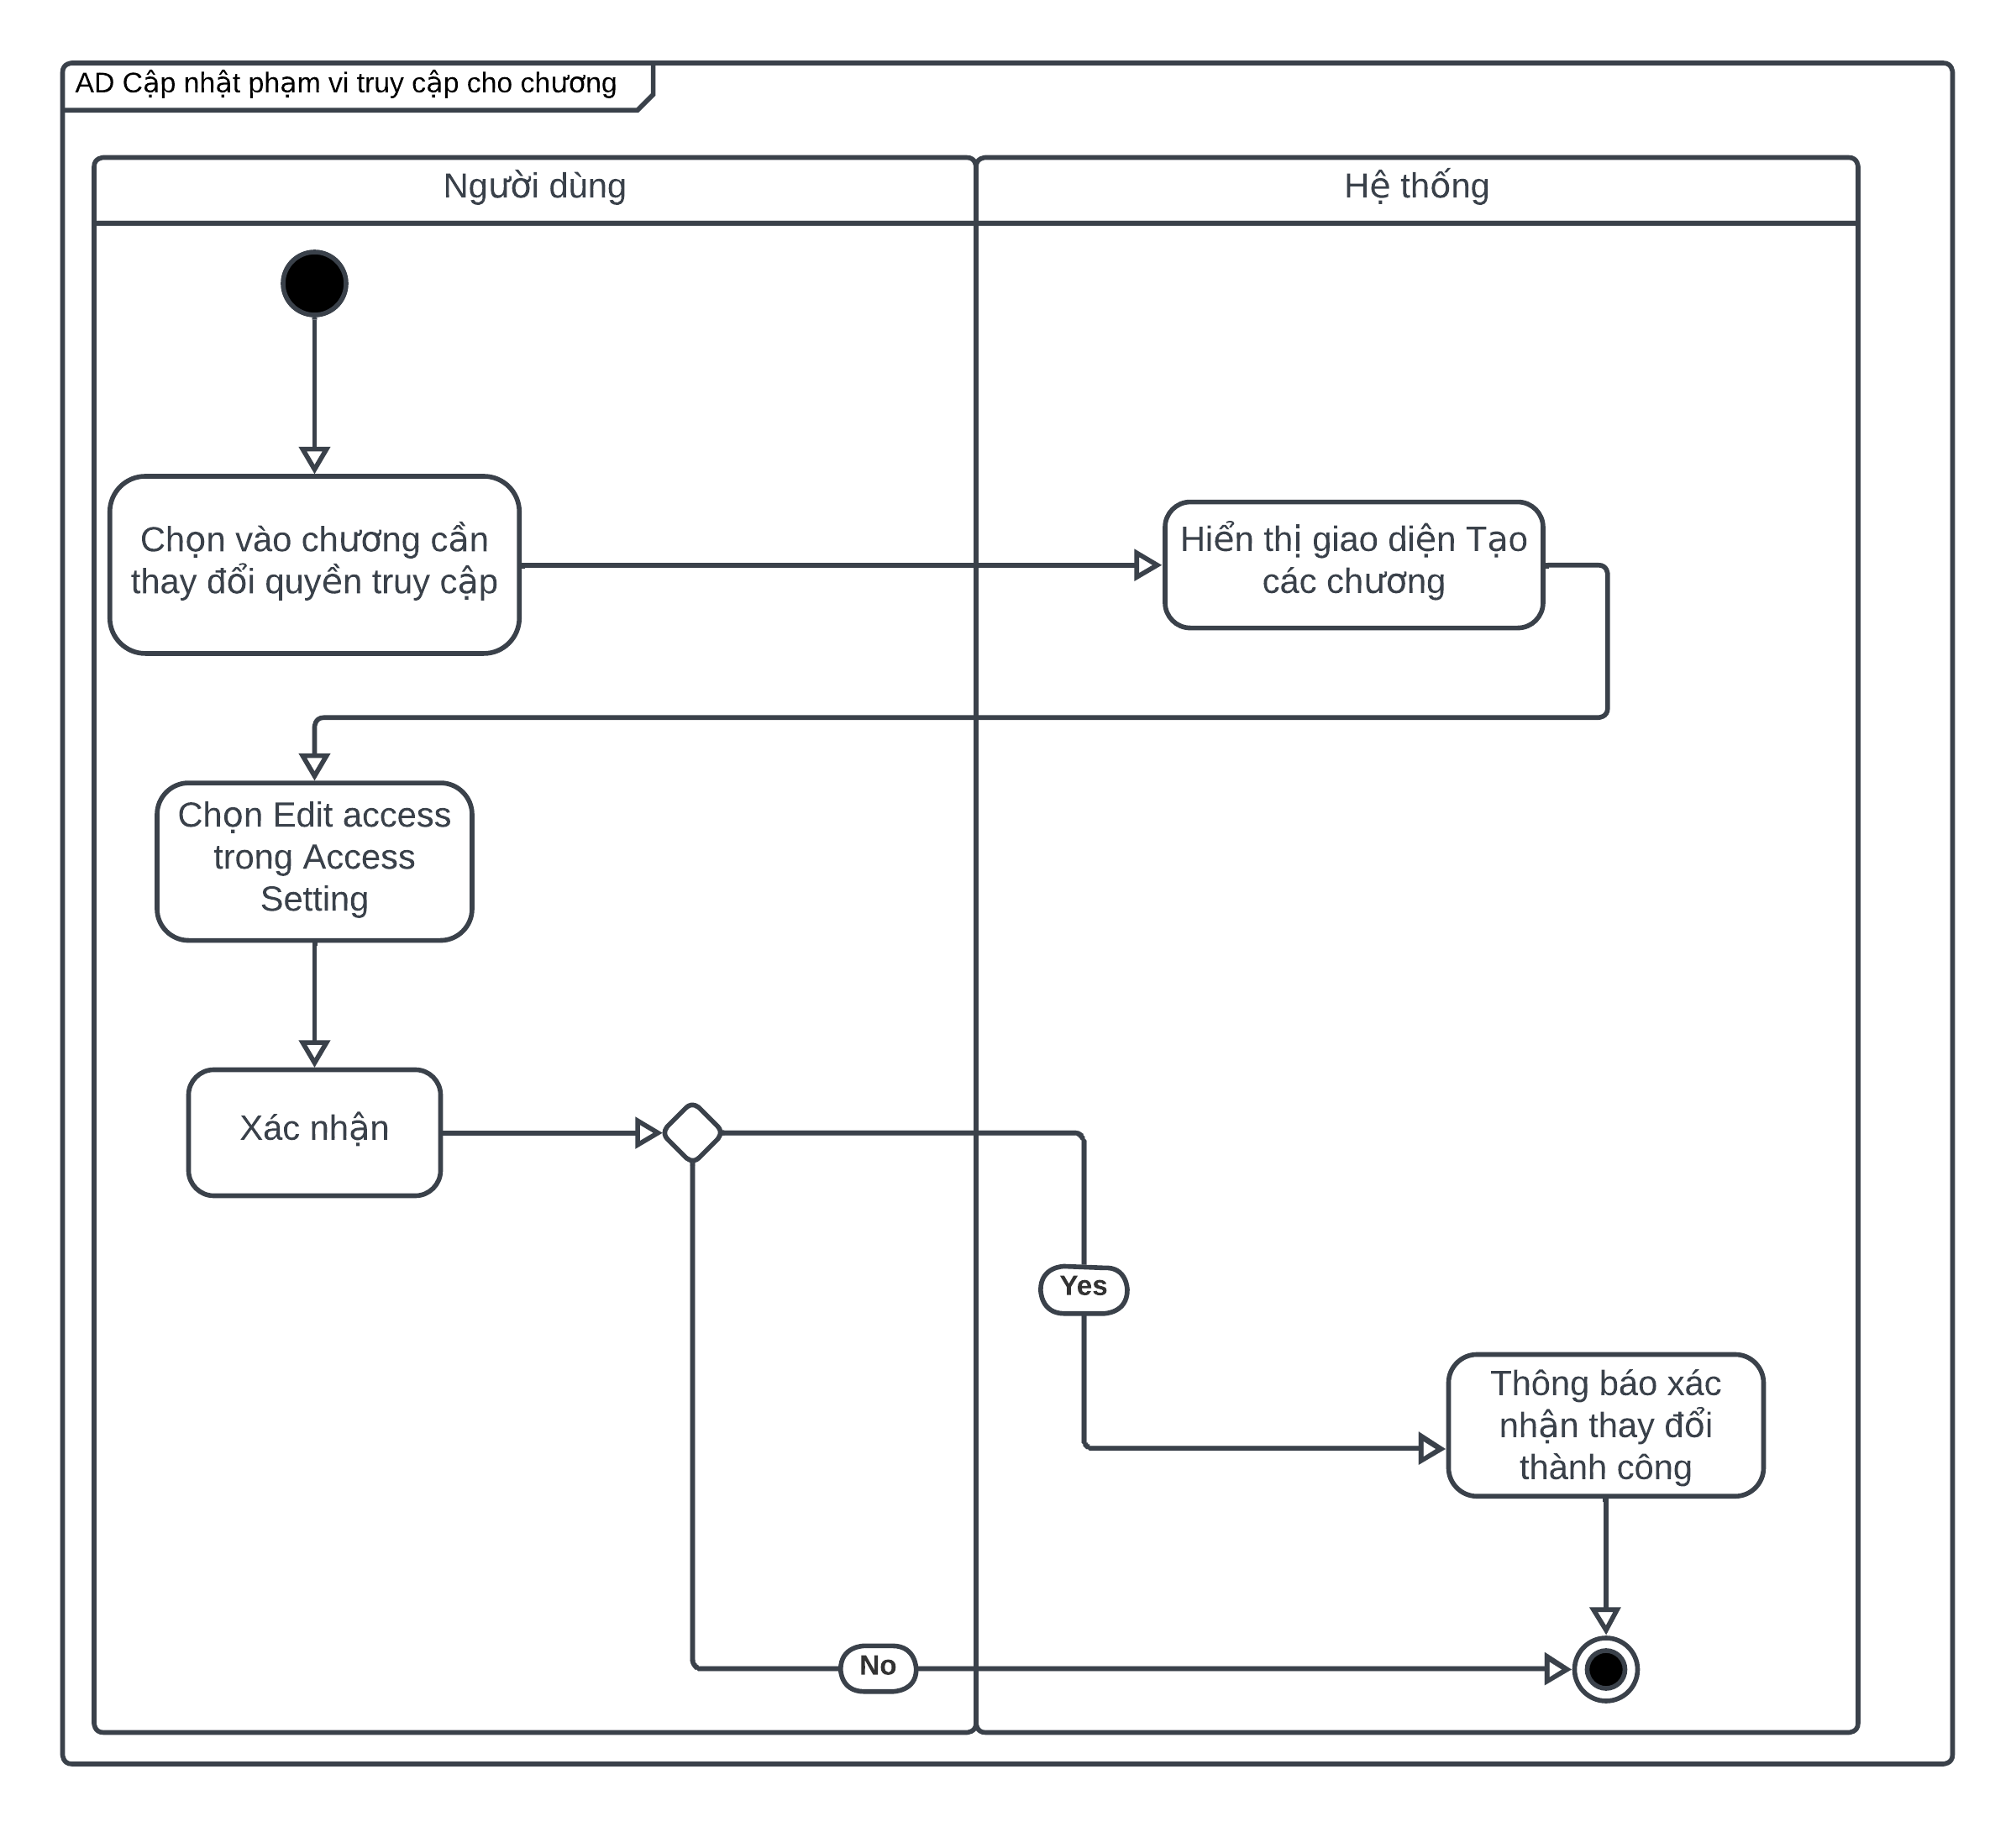 AD Cập nhật phạm vi truy cập cho chương
Người dùng
Hệ thống
Chọn vào chương cần
thay đổi quyền truy cập
Hiển thị giao diện Tạo
các chương
Chọn Edit access
trong Access
Setting
Xác nhận
Yes
Thông báo xác
nhận thay đổi
thành công
No